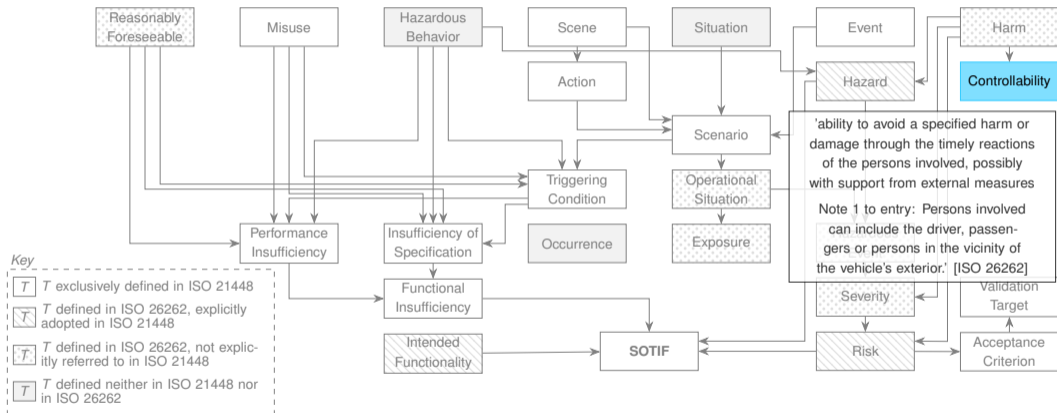 Reasonably
Foreseeable
Misuse
Hazardous
Behavior
Scene
Situation
Event
Harm
Action
Hazard
Controllability
Scenario
'ability to avoid a specified harm or
damage through the timely reactions
of the persons involved, possibly
with support from external measures
Note 1 to entry: Persons involved
can include the driver, passen-
gers or persons in the vicinity of
the vehicle's exterior.' [ISO 26262]
Triggering
Condition
Operational
Situation
Performance
Insufficiency
Insufficiency of
Specification
Occurrence
Exposure
Functional
Insufficiency
Severity
Validation
Target
Intended
Functionality
SOTIF
Risk
Acceptance
Criterion
Key
T T exclusively defined in ISO 21448
T T defined in ISO 26262, explicitly
adopted in ISO 21448
T T defined in ISO 26262, not explic-
itly referred to in ISO 21448
T T defined neither in ISO 21448 nor
in ISO 26262